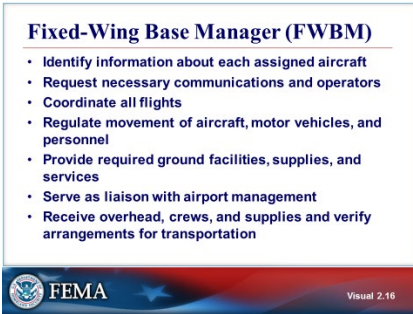 Fixed-Wing Base Manager (FWBM)
• Identify information about each assigned aircraft
• Request necessary communications and operators
• Coordinate all flights
• Regulate movement of aircraft, motor vehicles, and
personnel
• Provide required ground facilities, supplies, and
services
• Serve as liaison with airport management
• Receive overhead, crews, and supplies and verify
arrangements for transportation
FEMA
Visual 2.16